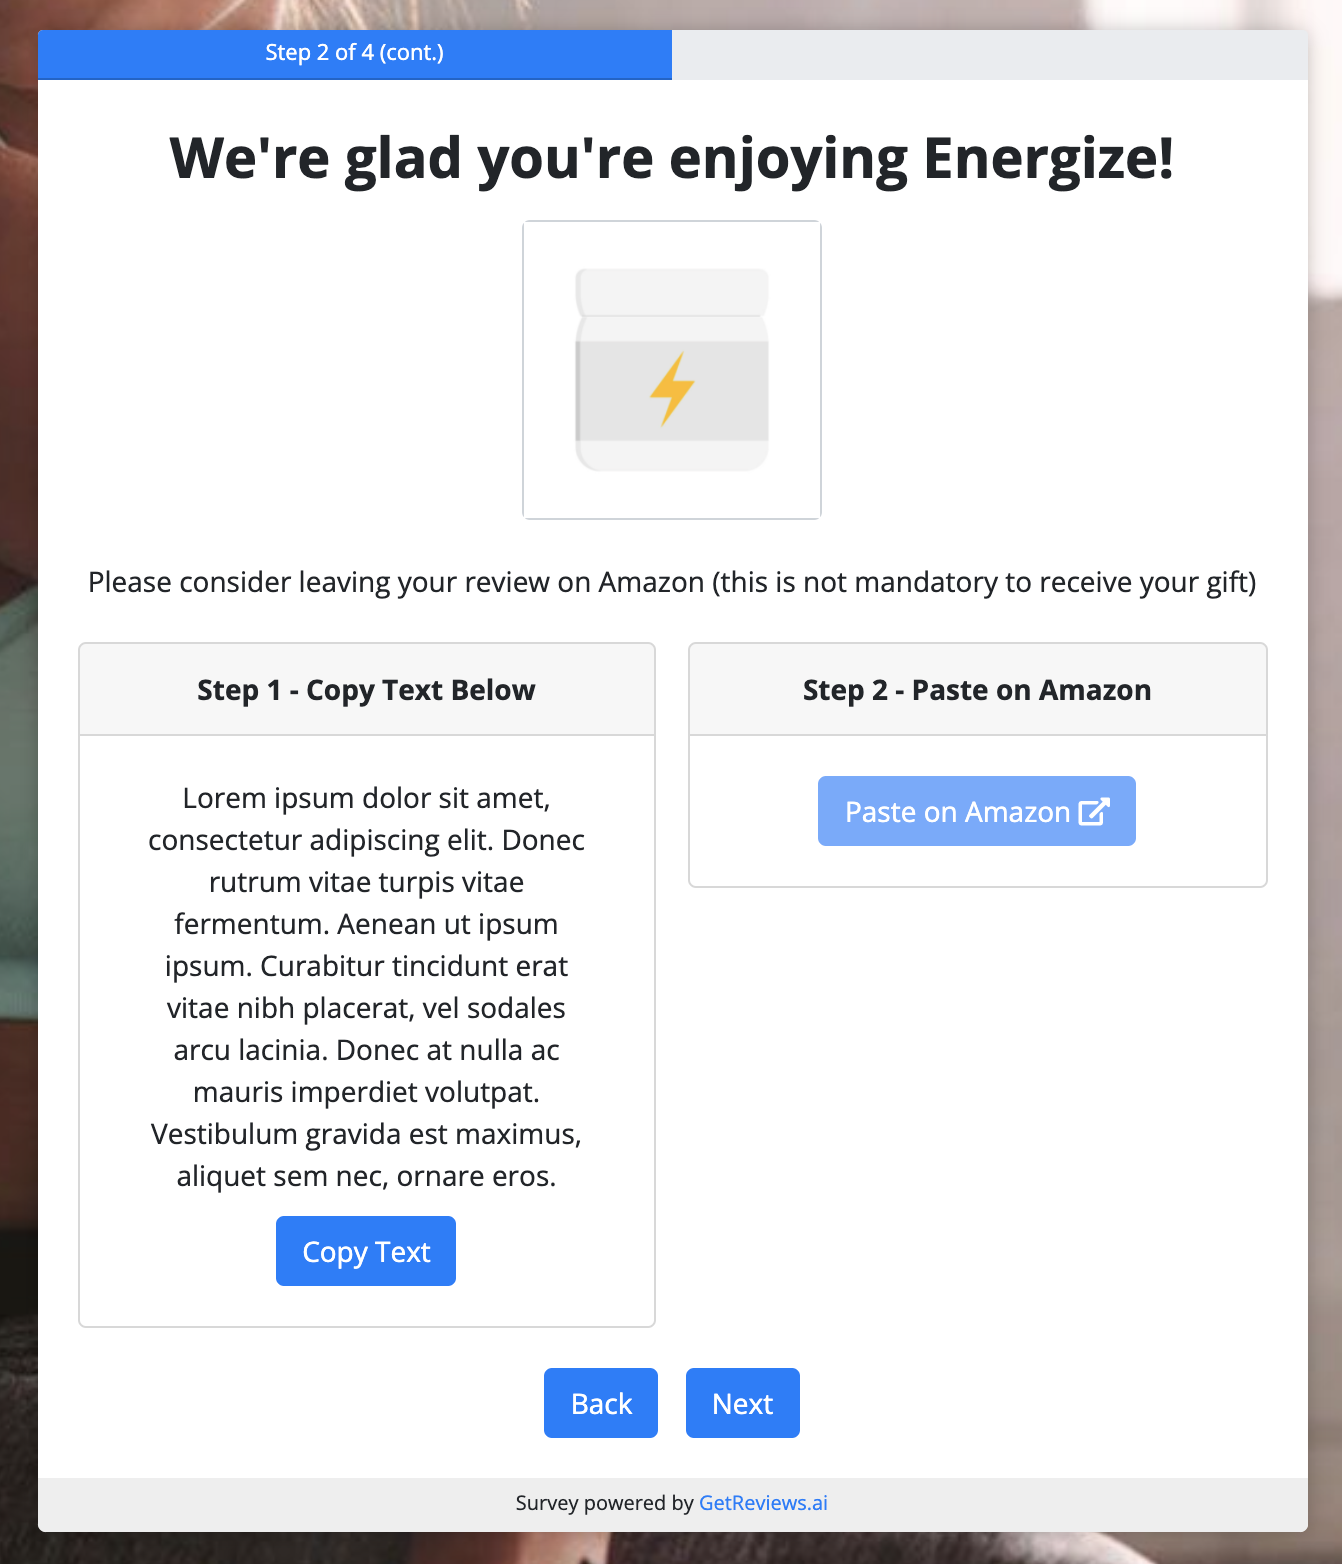 Step 2 of 4 (cont.)
We're glad you're enjoying Energize!
Please consider leaving your review on Amazon (this is not mandatory to receive your gift)
Step 1 - Copy Text Below
Lorem ipsum dolor sit amet,
consectetur adipiscing elit. Donec
rutrum vitae turpis vitae
fermentum. Aenean ut ipsum
ipsum. Curabitur tincidunt erat
vitae nibh placerat, vel sodales
arcu lacinia. Donec at nulla ac
mauris imperdiet volutpat.
Vestibulum gravida est maximus,
aliquet sem nec, ornare eros.
Copy Text
Step 2 - Paste on Amazon
Paste on Amazon
Back
Next
Survey powered by GetReviews.ai